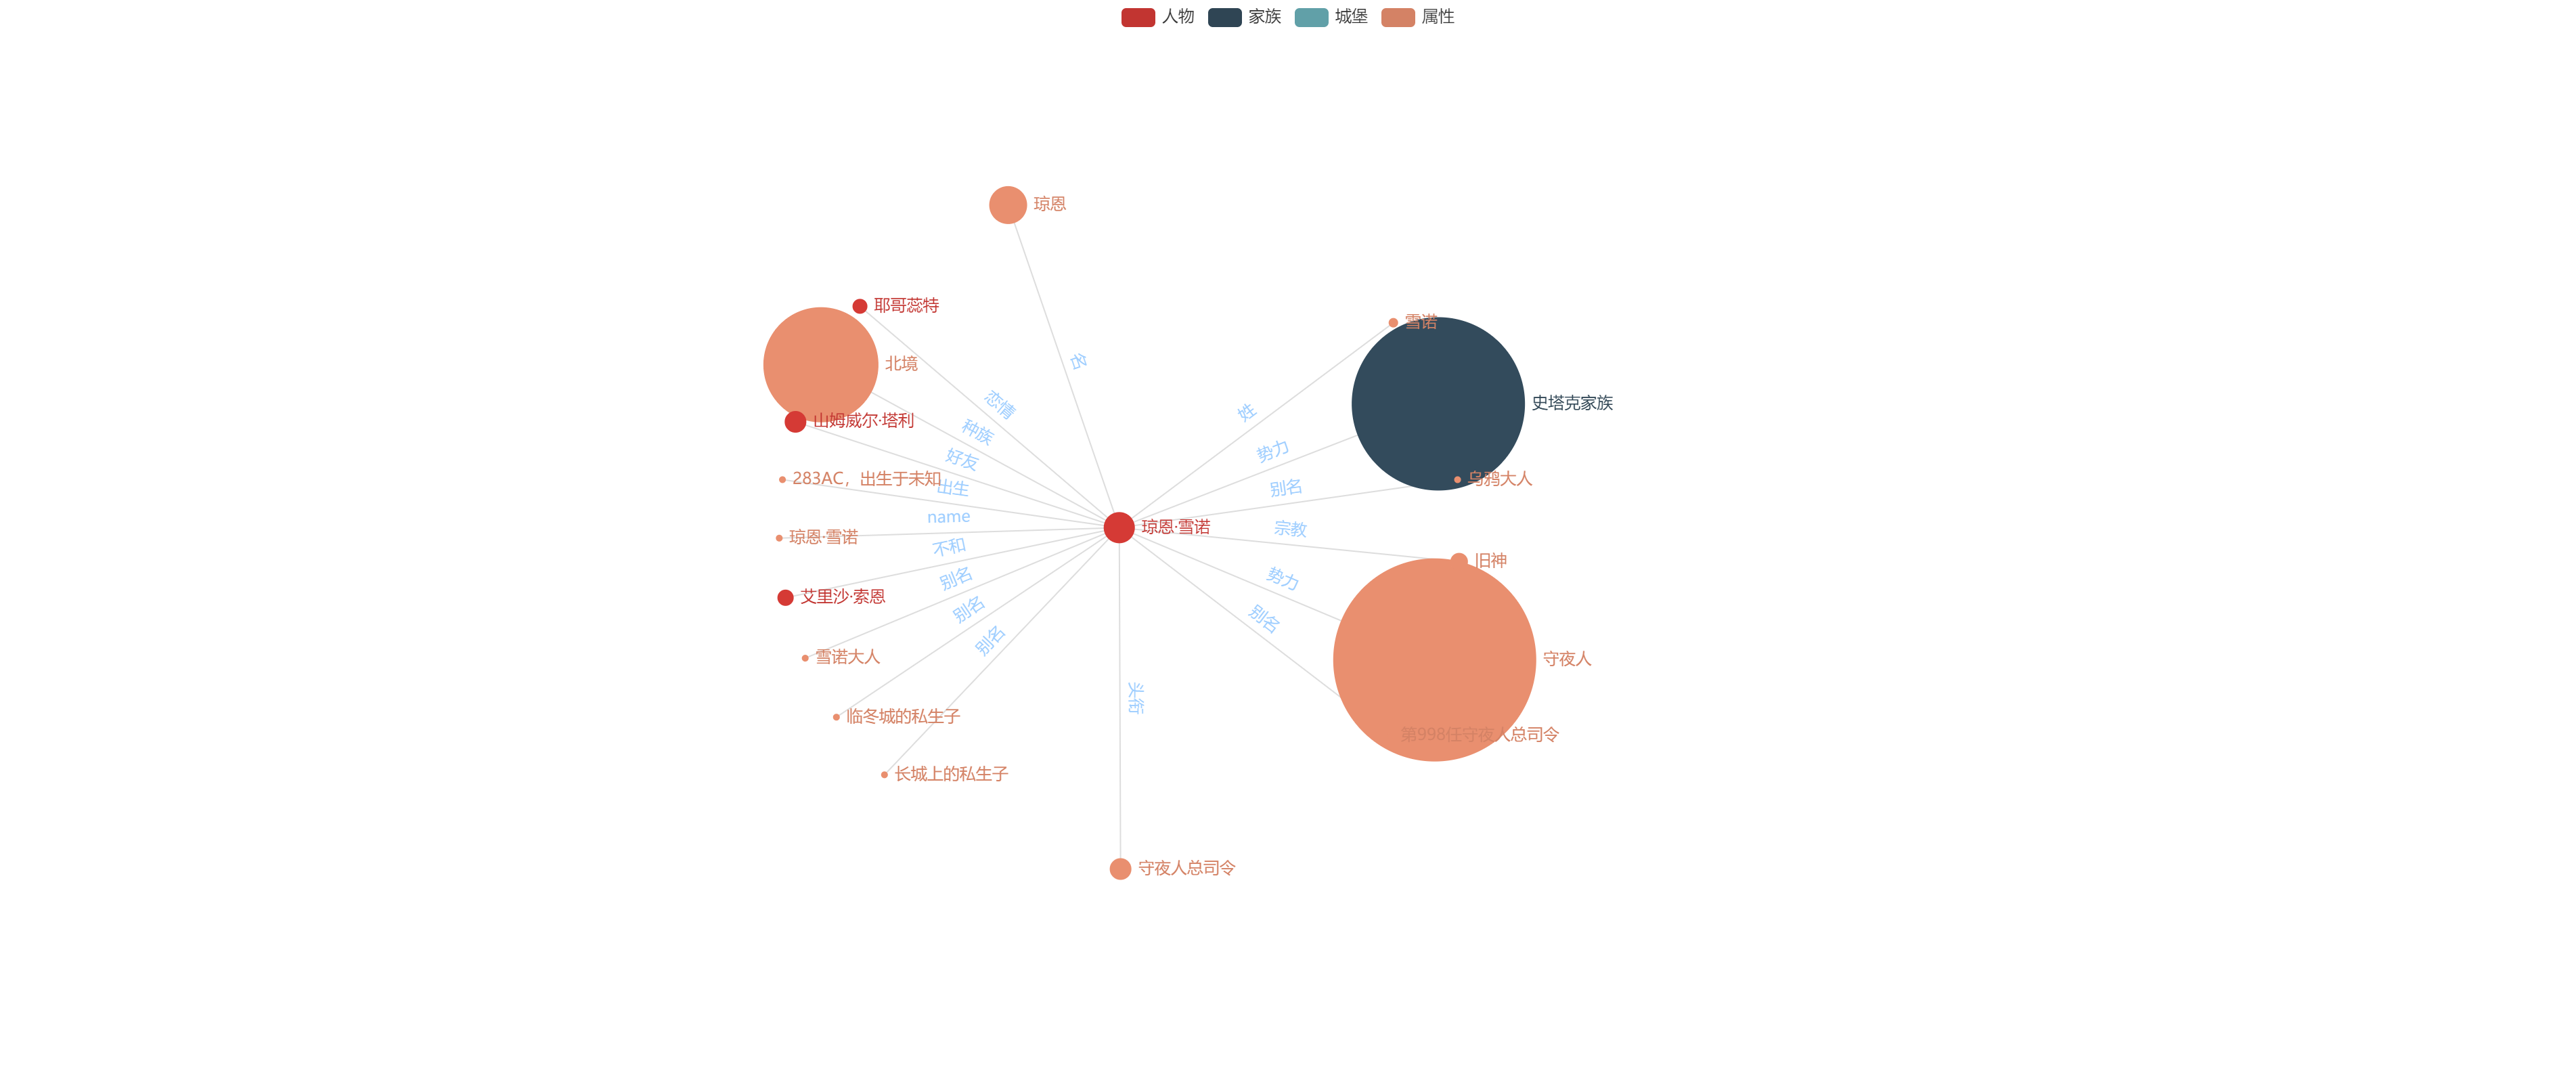 人物 家族 城堡 属性
琼恩
名
耶哥蕊特
雪诺
北境
恋情
史塔克家族
姓
山姆威尔·塔利
种族
势力
好友
283AC，出生于未知
出生
别名
乌鸦大人
name
琼恩·雪诺
琼恩·雪诺
宗教
不和
旧神
别名
势力
艾里沙·索恩
别名
别名
别名
雪诺大人
守夜人
头衔
临冬城的私生子
第998任守夜人总司令
长城上的私生子
守夜人总司令